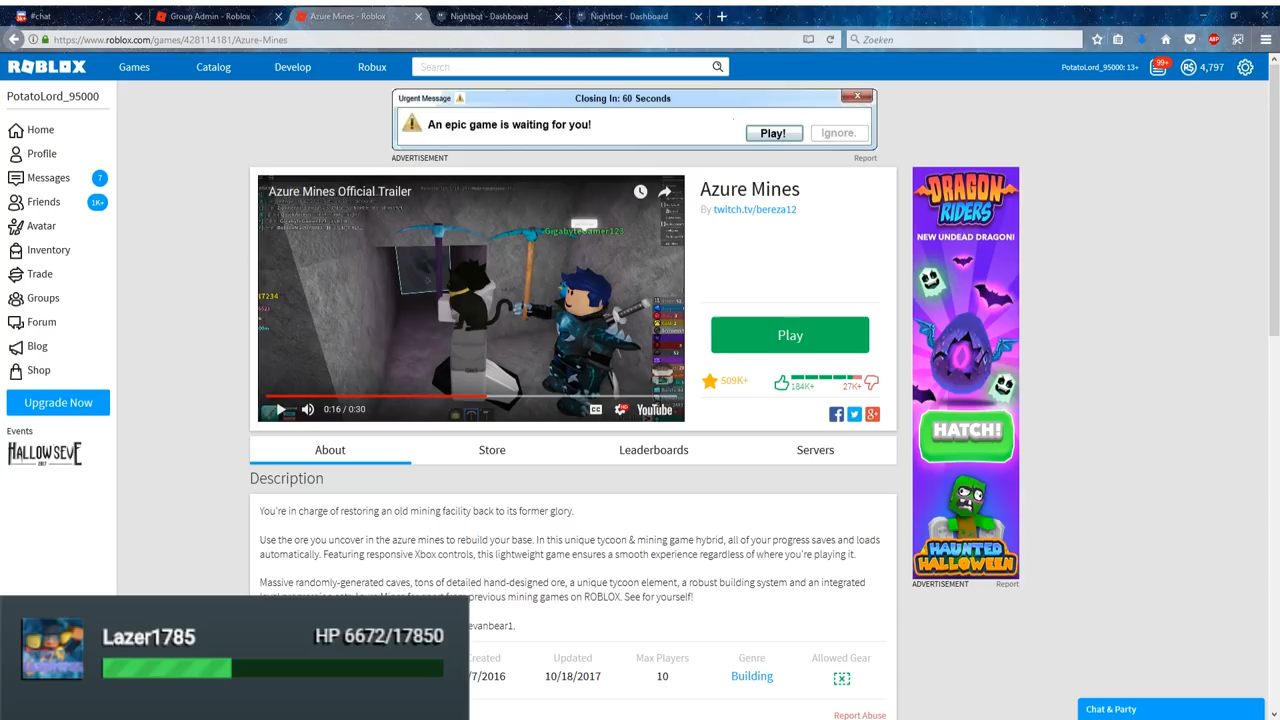 #chat
Group Admin - Roblox
Azure Mines - Roblox
Nightbot - Dashboard
Nightbot - Dashboard
https://www.roblox.com/games/428114181/Azure-Mines
Zoeken
ABP
ROBLOX
Games
Catalog
Develop
Robux
Search
PotatoLord_95000: 13+
99+
R$ 4,797
PotatoLord_95000
Home
Profile
Messages 7
Friends 1K+
Avatar
Inventory
Trade
Groups
Forum
Blog
Shop
Upgrade Now
Events
HALLOWS EVE
2017
Urgent Message
Closing In: 60 Seconds
An epic game is waiting for you!
Play!
Ignore.
ADVERTISEMENT
Report
Azure Mines Official Trailer
GigabyteGamer123
0:16 / 0:30
CC
HD
YouTube
Azure Mines
By twitch.tv/bereza12
Play
509K+
184K+
27K+
About
Store
Leaderboards
Servers
Description
You're in charge of restoring an old mining facility back to its former glory.
Use the ore you uncover in the azure mines to rebuild your base. In this unique tycoon & mining game hybrid, all of your progress saves and loads
automatically. Featuring responsive Xbox controls, this lightweight game ensures a smooth experience regardless of where you're playing it.
Massive randomly-generated caves, tons of detailed hand-designed ore, a unique tycoon element, a robust building system and an integrated
previous mining games on ROBLOX. See for yourself!
evanbear1.
Created
/7/2016
Updated
10/18/2017
Max Players
10
Genre
Building
Allowed Gear
Report Abuse
DRAGON
RIDERS
NEW UNDEAD DRAGON!
HATCH!
HAUNTED
HALLOWEEN
ADVERTISEMENT
Report
Lazer1785
HP 6672/17850
Chat & Party